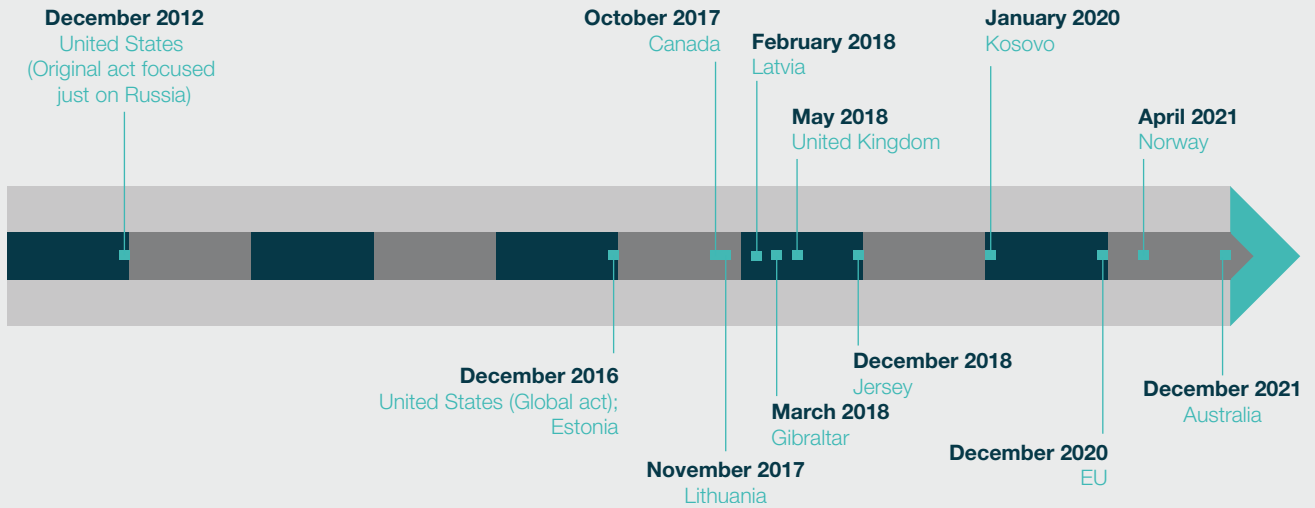 December 2012
United States
(Original act focused
just on Russia)
October 2017
Canada
February 2018
Latvia
May 2018
United Kingdom
January 2020
Kosovo
April 2021
Norway
December 2016
United States (Global act);
Estonia
November 2017
Lithuania
March 2018
Gibraltar
December 2018
Jersey
December 2020
EU
December 2021
Australia